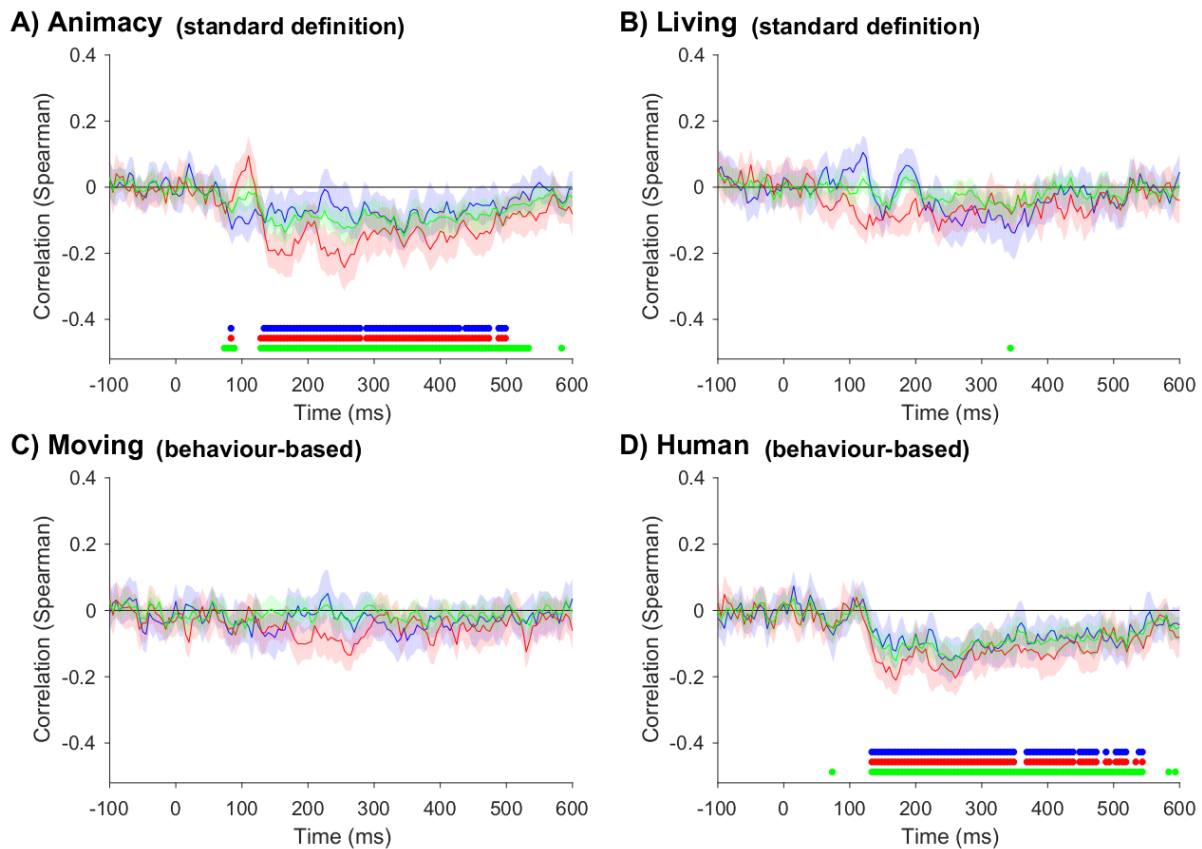 A) Animacy (standard definition)
0.4
0.2
0
-0.2
-0.4
Correlation (Spearman)
-100 0 100 200 300 400 500 600
Time (ms)
B) Living (standard definition)
0.4
0.2
0
-0.2
-0.4
Correlation (Spearman)
-100 0 100 200 300 400 500 600
Time (ms)
C) Moving (behaviour-based)
0.4
0.2
0
-0.2
-0.4
Correlation (Spearman)
-100 0 100 200 300 400 500 600
Time (ms)
D) Human (behaviour-based)
0.4
0.2
0
-0.2
-0.4
Correlation (Spearman)
-100 0 100 200 300 400 500 600
Time (ms)